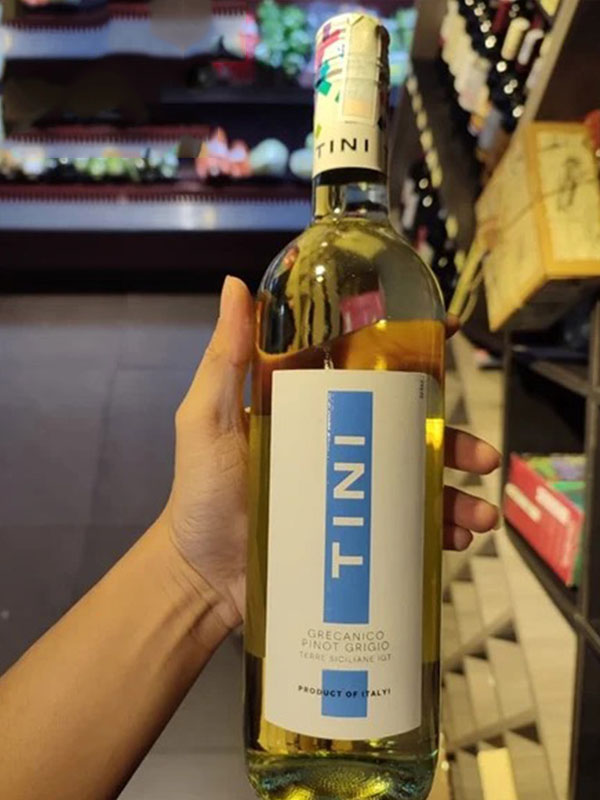 TINI
TINI
GRECANICO
PINOT GRIGIO
TERRE SICILIANE IGT
PRODUCT OF ITALY!